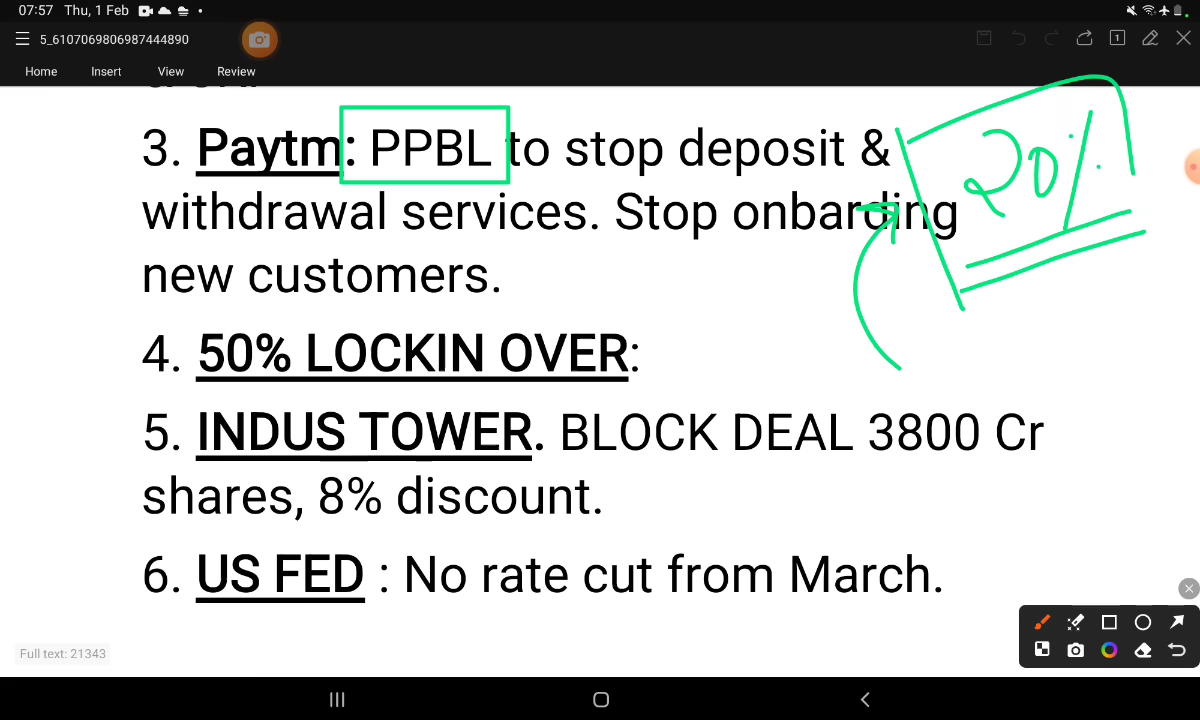 07:57 Thu, 1 Feb
5_6107069806987444890
1
Home Insert View Review
3. Paytm: PPBL to stop deposit &
withdrawal services. Stop onbarding
new customers.
20%
4. 50% LOCKIN OVER:
5. INDUS TOWER. BLOCK DEAL 3800 Cr
shares, 8% discount.
6. US FED : No rate cut from March.
Full text: 21343